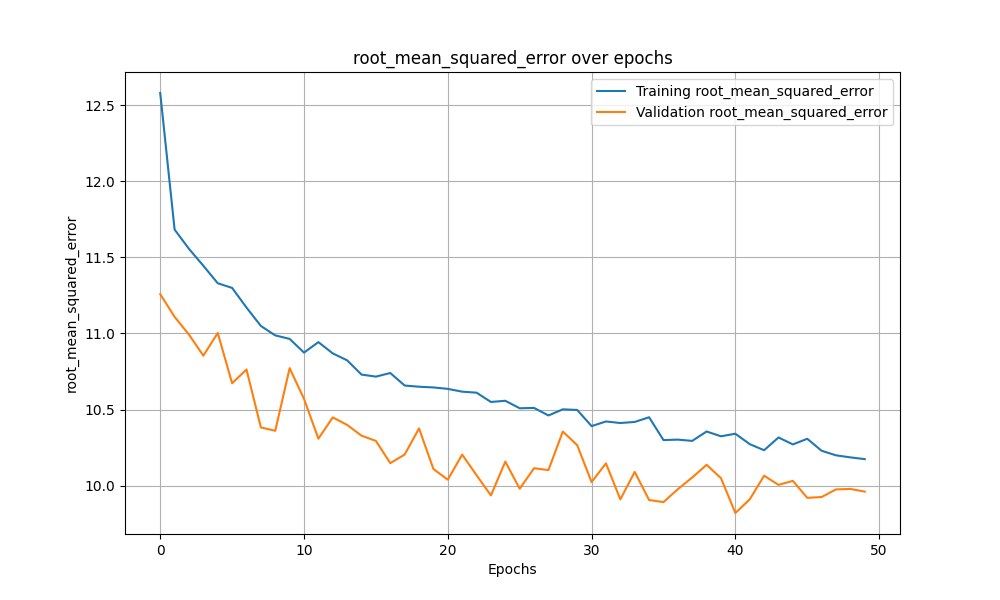 root_mean_squared_error over epochs
Training root_mean_squared_error
Validation root_mean_squared_error
root_mean_squared_error
12.5
12.0
11.5
11.0
10.5
10.0
0 10 20 30 40 50
Epochs